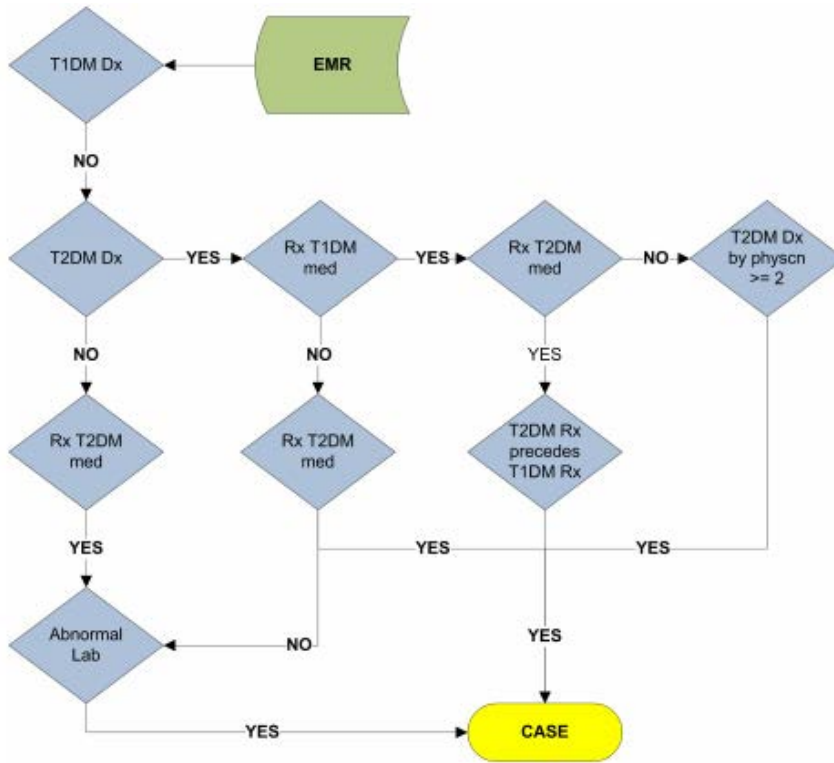 T1DM Dx
EMR
NO
T2DM Dx
YES
Rx T1DM
med
YES
Rx T2DM
med
NO
T2DM Dx
by physcn
>= 2
NO
NO
YES
Rx T2DM
med
Rx T2DM
med
T2DM Rx
precedes
T1DM Rx
YES
YES
YES
Abnormal
Lab
NO
YES
YES
CASE